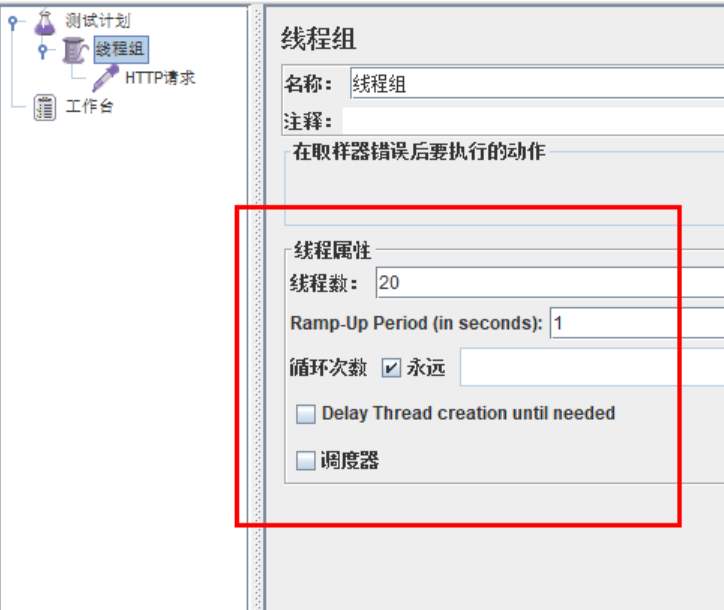 测试计划
线程组
HTTP请求
工作台
线程组
名称： 线程组
注释：
在取样器错误后要执行的动作
线程属性
线程数： 20
Ramp-Up Period (in seconds): 1
循环次数 永远
Delay Thread creation until needed
调度器